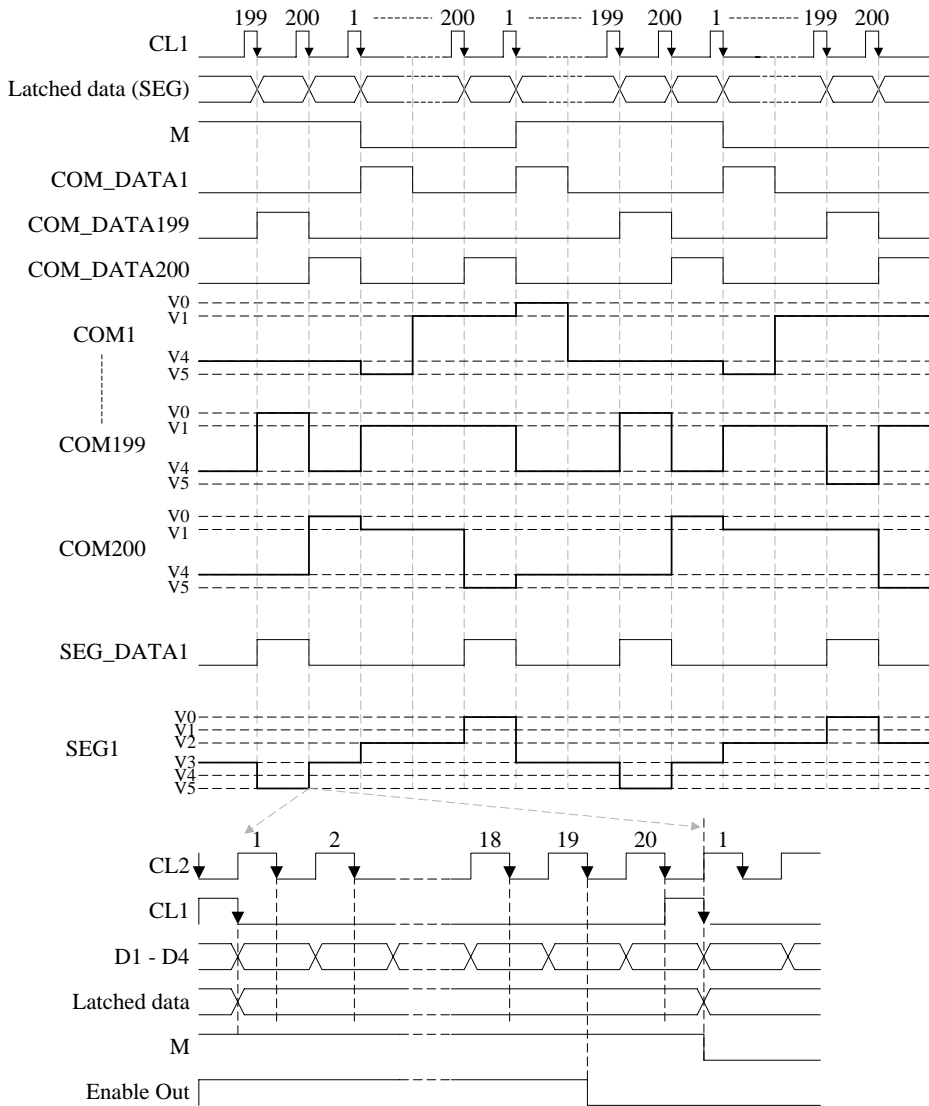 199 200 1 200 1 199 200 1 199 200
CL1
Latched data (SEG)
M
COM_DATA1
COM_DATA199
COM_DATA200
V0
V1
COM1
V4
V5
V0
V1
COM199
V4
V5
V0
V1
COM200
V4
V5
SEG_DATA1
V0
V1
V2
SEG1
V3
V4
V5
1 2 18 19 20 1
CL2
CL1
D1 - D4
Latched data
M
Enable Out